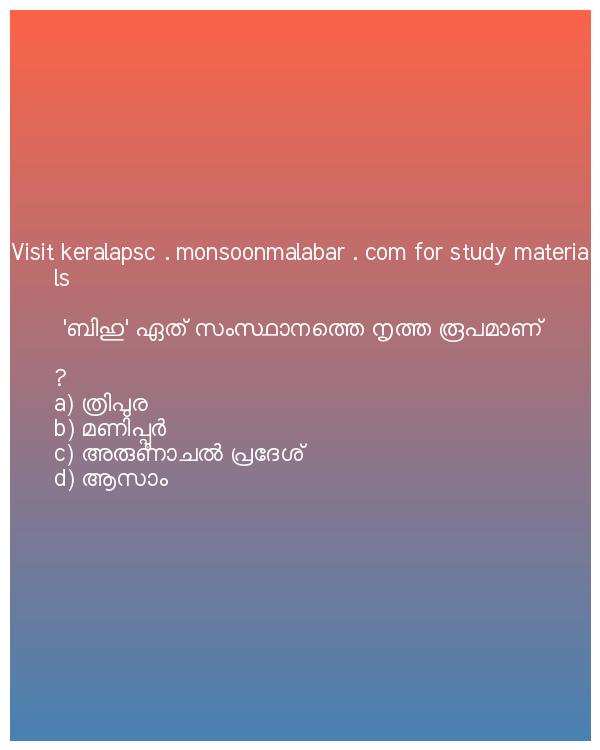 Visit keralapsc . monsoonmalabar . com for study materia
ls
'ബിഹു' ഏത് സംസ്ഥാനത്തെ നൃത്ത രൂപമാണ്
?
a) ത്രിപുര
b) മണിപ്പൂർ
c) അരുണാചൽ പ്രദേശ്
d) ആസാം